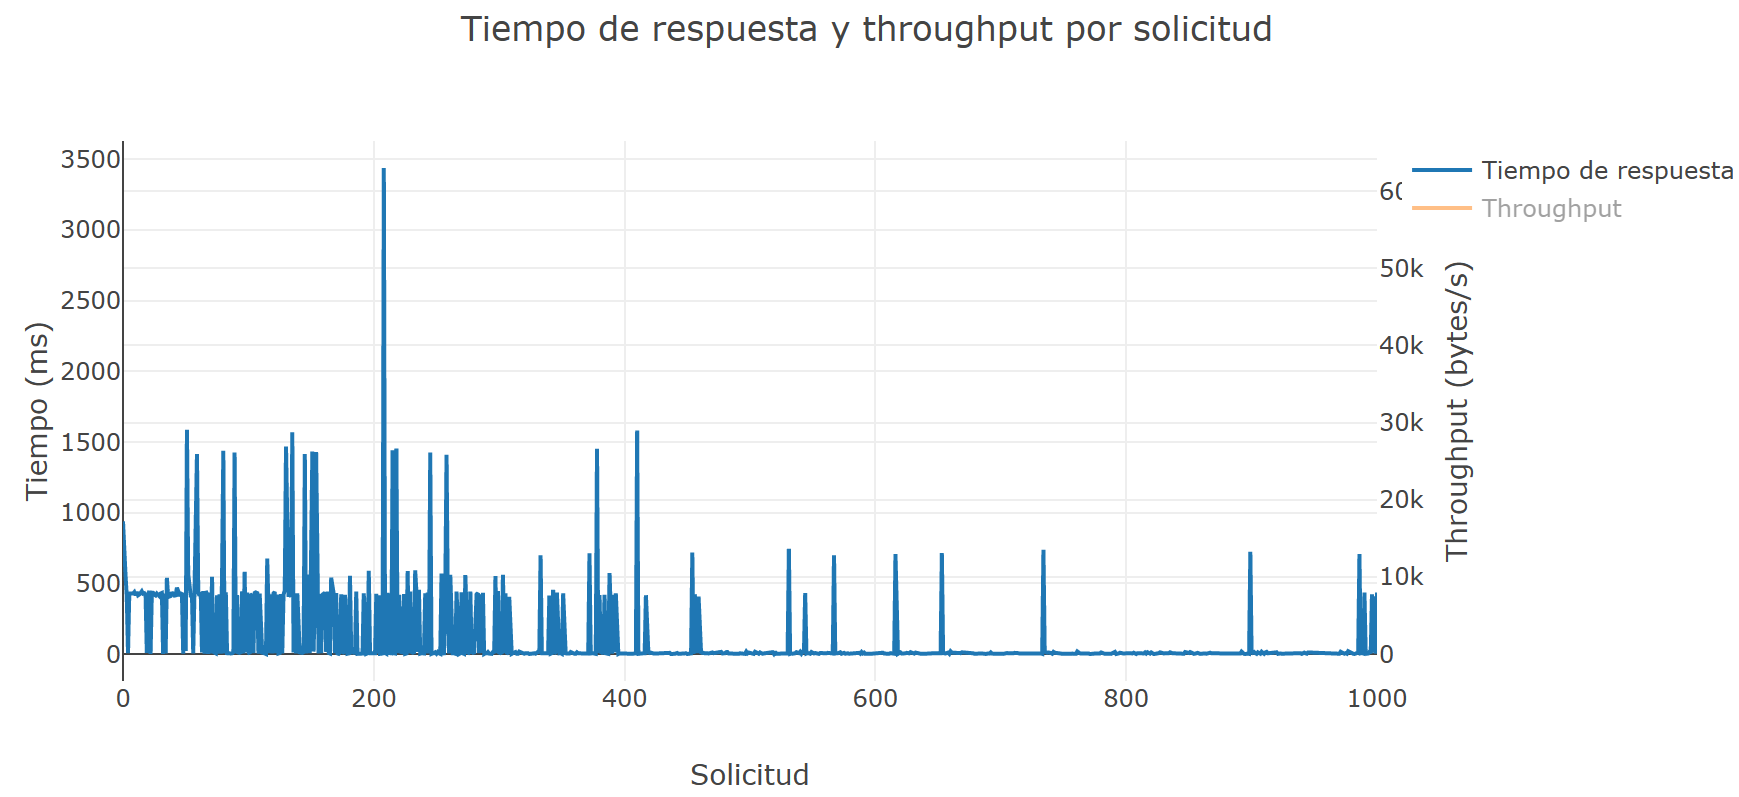 Tiempo de respuesta y throughput por solicitud
Tiempo de respuesta
Throughput
Tiempo (ms)
3500
3000
2500
2000
1500
1000
500
0
50k
40k
30k
20k
10k
0
Throughput (bytes/s)
0 200 400 600 800 1000
Solicitud